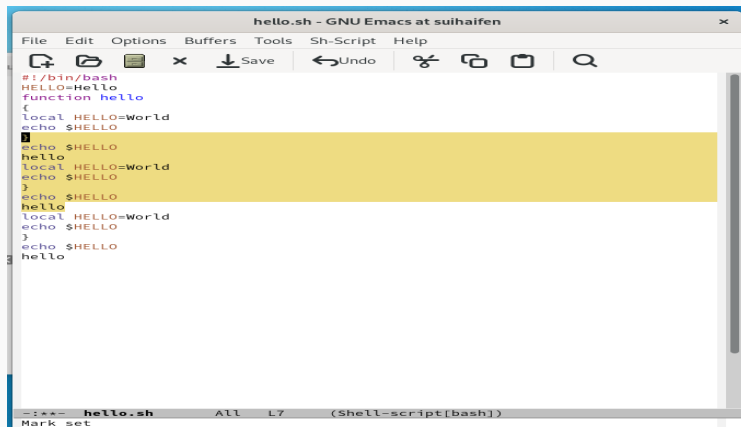 hello.sh - GNU Emacs at suihaifen ×
File Edit Options Buffers Tools Sh-Script Help
Save Undo
#!/bin/bash
HELLO=Hello
function hello
{
local HELLO=World
echo $HELLO
}
echo $HELLO
hello
local HELLO=World
echo $HELLO
}
echo $HELLO
hello
local HELLO=World
echo $HELLO
}
echo $HELLO
hello
-:**- hello.sh All L7 (Shell-script[bash])
Mark set